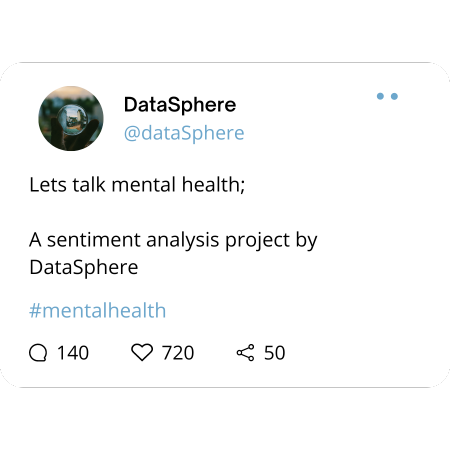 DataSphere
@dataSphere
Lets talk mental health;
A sentiment analysis project by
DataSphere
#mentalhealth
140 720 50